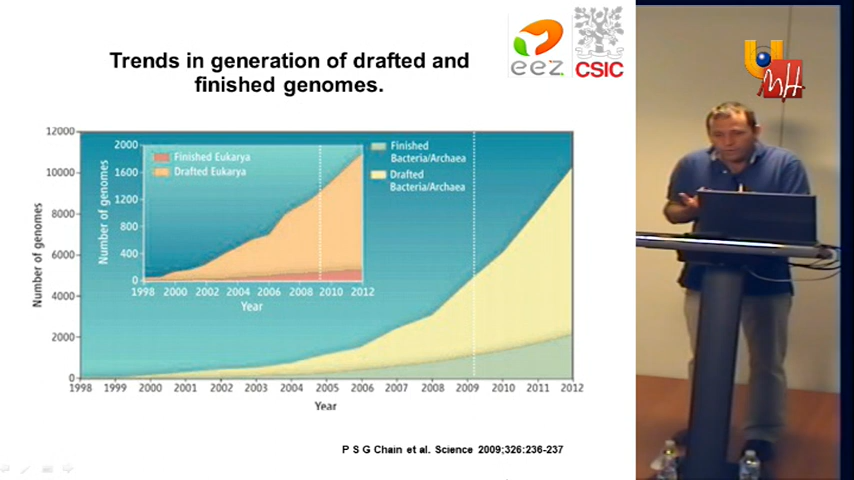 Trends in generation of drafted and
finished genomes.
eez
CSIC
UMH
12000
10000
8000
6000
4000
2000
0
Number of genomes
1998
1999
2000
2001
2002
2003
2004
2005
2006
2007
2008
2009
2010
2011
2012
Year
2000
1600
1200
800
400
0
Number of genomes
Finished Eukarya
Drafted Eukarya
1998
2000
2002
2004
2006
2008
2010
2012
Year
Finished
Bacteria/Archaea
Drafted
Bacteria/Archaea
P S G Chain et al. Science 2009;326:236-237